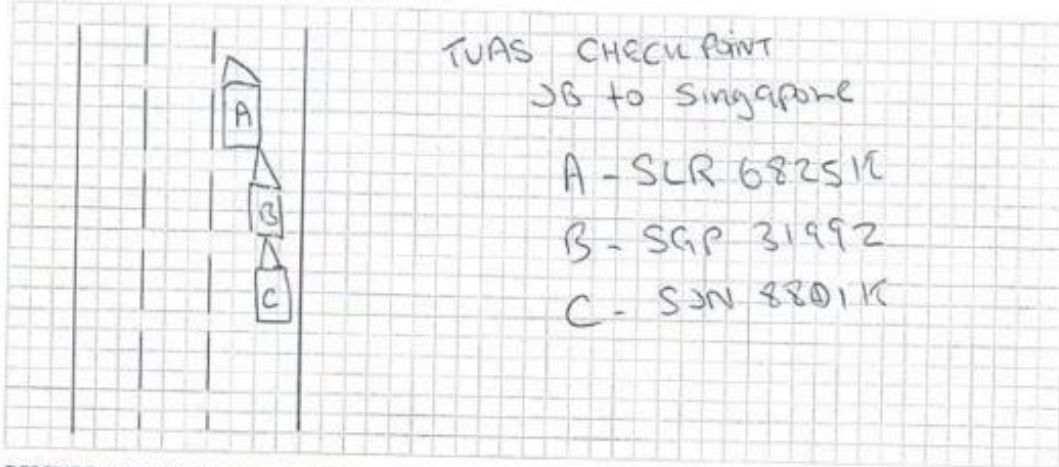 TUAS CHECK POINT
JB to Singapore
A
A - SLR 6825K
B
B - SGP 3199Z
C
C - SJN 8801K